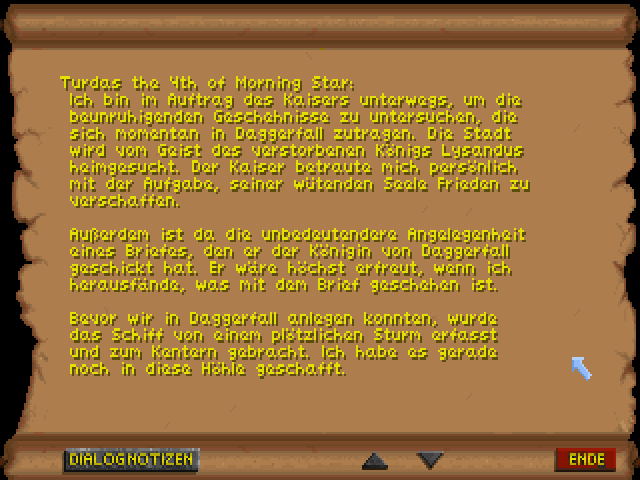 Turdas the 4th of Morning Star:
Ich bin im Auftrag des Kaisers unterwegs, um die
beunruhigenden Geschehnisse zu untersuchen, die
sich momentan in Daggerfall zutragen. Die Stadt
wird vom Geist des verstorbenen Königs Lysandus
heimgesucht. Der Kaiser betraute mich persönlich
mit der Aufgabe, seiner wütenden Seele Frieden zu
verschaffen.
Außerdem ist da die unbedeutendere Angelegenheit
eines Briefes, den er der Königin von Daggerfall
geschickt hat. Er wäre höchst erfreut, wenn ich
herausfände, was mit dem Brief geschehen ist.
Bevor wir in Daggerfall anlegen konnten, wurde
das Schiff von einem plötzlichen Sturm erfasst
und zum Kentern gebracht. Ich habe es gerade
noch in diese Höhle geschafft.
DIALOGNOTIZEN
ENDE